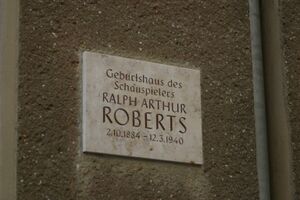 Geburtshaus des
Schauspielers
RALPH ARTHUR
ROBERTS
2.10.1884 – 12.3.1940